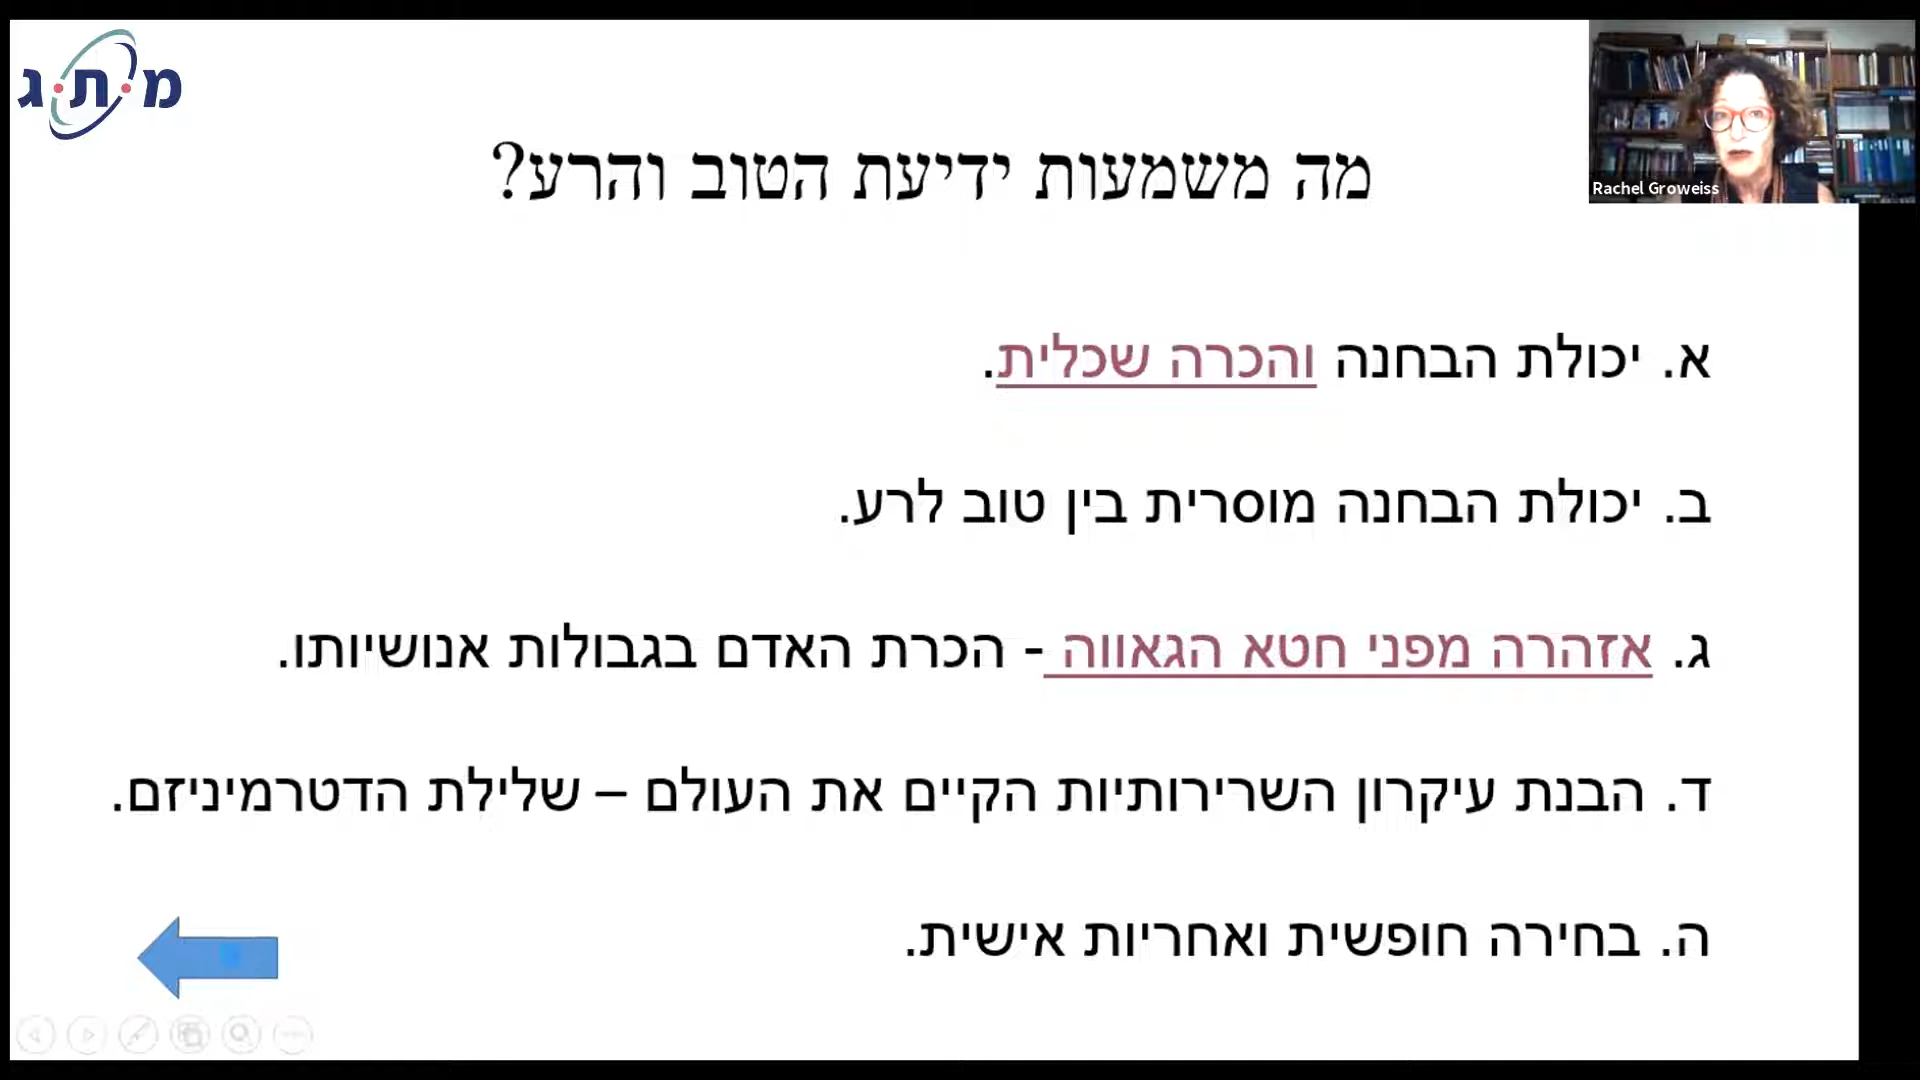 מ.ת.ג
Rachel Groweiss
מה משמעות ידיעת הטוב והרע?
א. יכולת הבחנה והכרה שכלית.
ב. יכולת הבחנה מוסרית בין טוב לרע.
ג. אזהרה מפני חטא הגאווה - הכרת האדם בגבולות אנושיותו.
ד. הבנת עיקרון השרירותיות הקיים את העולם – שלילת הדטרמיניזם.
ה. בחירה חופשית ואחריות אישית.